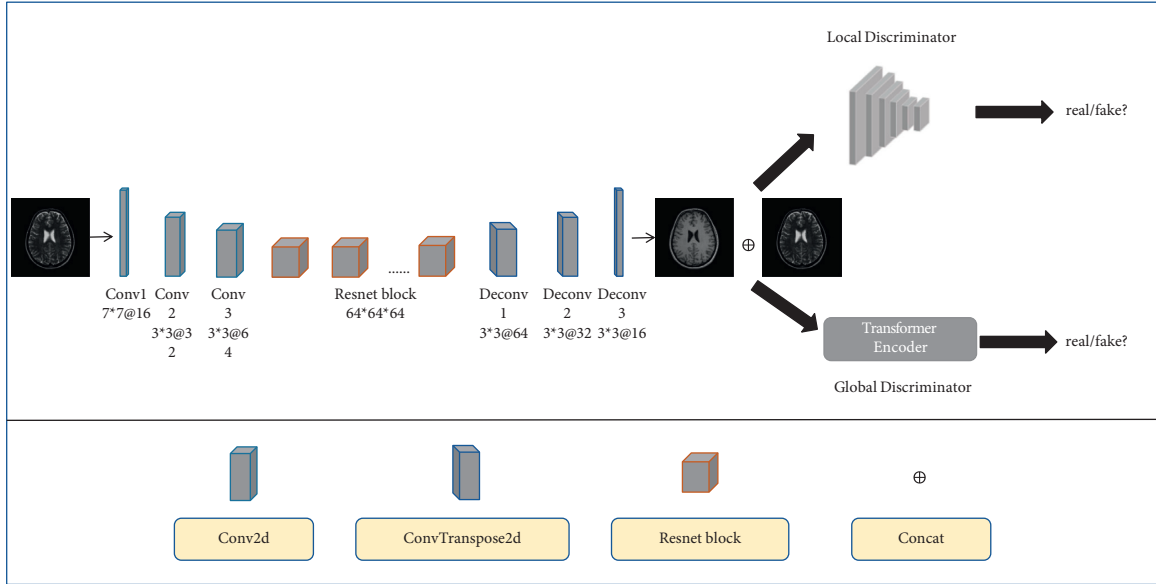 Local Discriminator
real/fake?
Conv1
7*7@16
Conv
2
3*3@3
2
Conv
3
3*3@6
4
Resnet block
64*64*64
......
Deconv
1
3*3@64
Deconv
2
3*3@32
Deconv
3
3*3@16
⊕
Transformer
Encoder
real/fake?
Global Discriminator
⊕
Conv2d
ConvTranspose2d
Resnet block
Concat